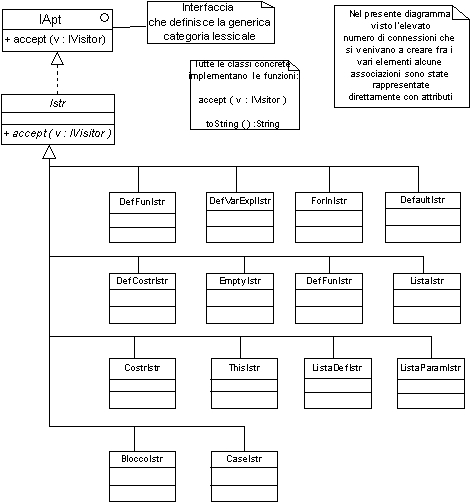 IApt
+ accept ( v : IVisitor)
Interfaccia
che definisce la generica
categoria lessicale
Nel presente diagramma
visto l'elevato
numero di connessioni che
si venivano a creare fra i
vari elementi alcune
associazioni sono state
rappresentate
direttamente con attributi
Tutte le classi concrete
implementano le funzioni:
accept ( v : IVisitor )
toString ( ) :String
Istr
+ accept ( v : IVisitor)
DefFunIstr
DefVarExplIstr
ForInIstr
DefaultIstr
DefCostrIstr
EmptyIstr
DefFunIstr
ListaIstr
CostrIstr
ThisIstr
ListaDefIstr
ListaParamIstr
BloccoIstr
CaseIstr